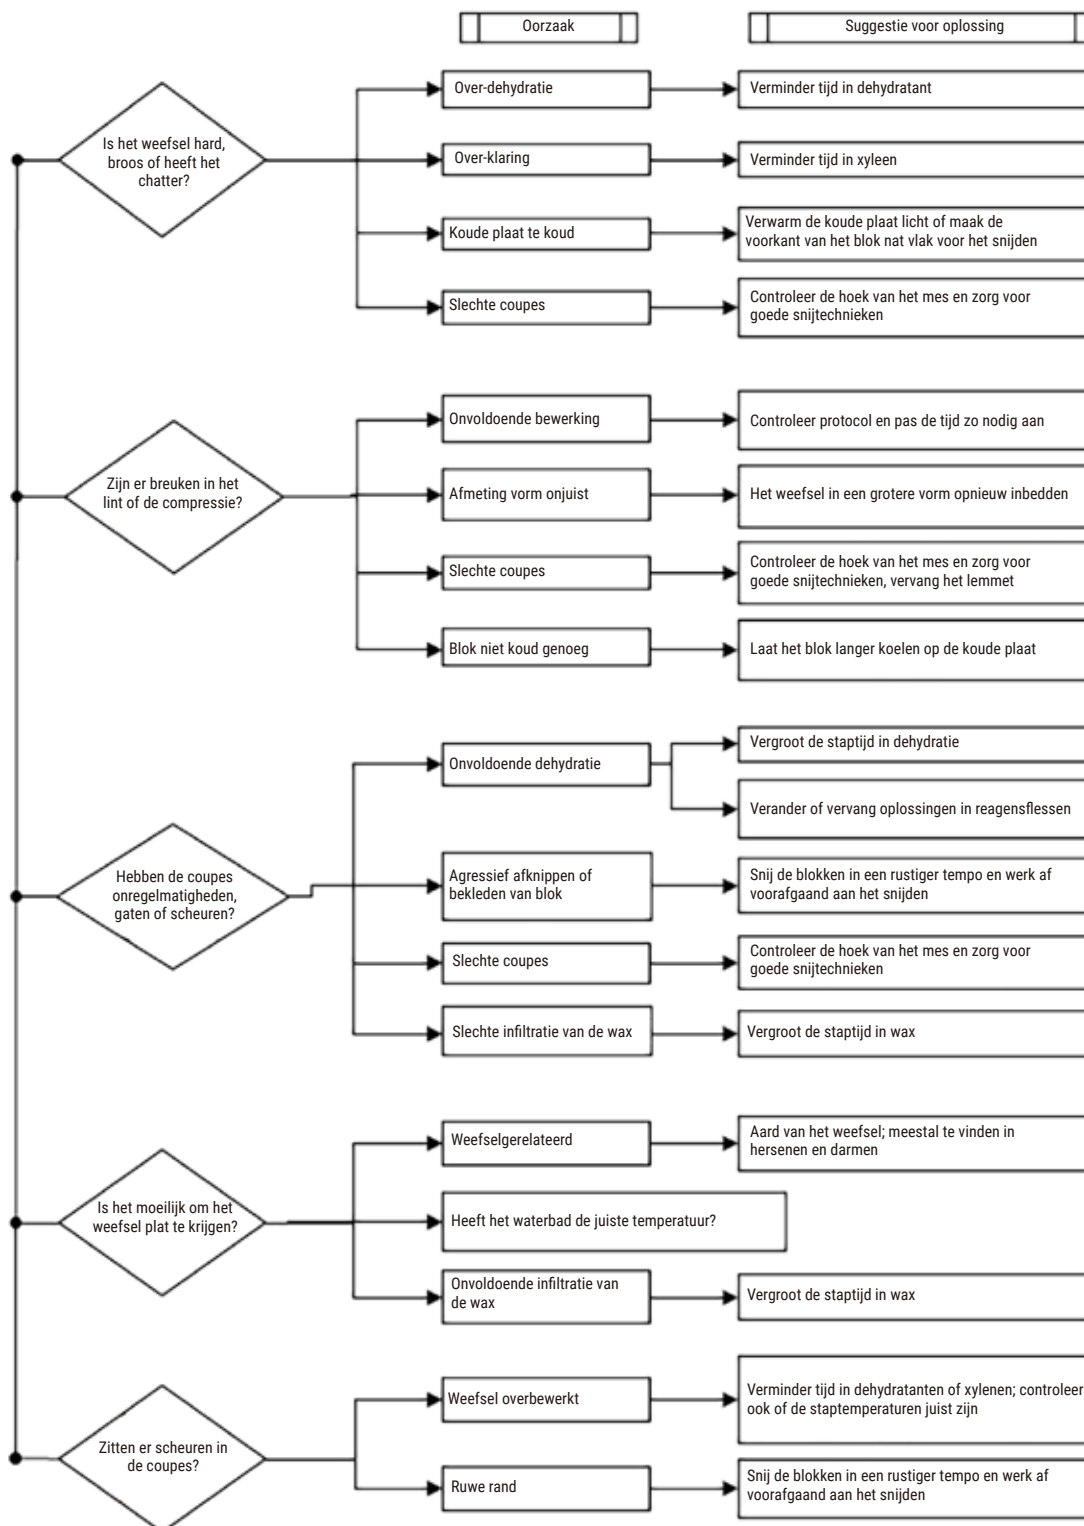 Oorzaak
Suggestie voor oplossing
Is het weefsel hard,
broos of heeft het
chatter?
Over-dehydratie
Verminder tijd in dehydratant
Over-klaring
Verminder tijd in xyleen
Koude plaat te koud
Verwarm de koude plaat licht of maak de
voorkant van het blok nat vlak voor het snijden
Slechte coupes
Controleer de hoek van het mes en zorg voor
goede snijtechnieken
Zijn er breuken in het
lint of de compressie?
Onvoldoende bewerking
Controleer protocol en pas de tijd zo nodig aan
Afmeting vorm onjuist
Het weefsel in een grotere vorm opnieuw inbedden
Slechte coupes
Controleer de hoek van het mes en zorg voor
goede snijtechnieken, vervang het lemmet
Blok niet koud genoeg
Laat het blok langer koelen op de koude plaat
Hebben de coupes
onregelmatigheden,
gaten of scheuren?
Onvoldoende dehydratie
Vergroot de staptijd in dehydratie
Verander of vervang oplossingen in reagensflessen
Agressief afknippen of
bekleden van blok
Snij de blokken in een rustiger tempo en werk af
voorafgaand aan het snijden
Slechte coupes
Controleer de hoek van het mes en zorg voor
goede snijtechnieken
Slechte infiltratie van de wax
Vergroot de staptijd in wax
Is het moeilijk om het
weefsel plat te krijgen?
Weefselgerelateerd
Aard van het weefsel; meestal te vinden in
hersenen en darmen
Heeft het waterbad de juiste temperatuur?
Onvoldoende infiltratie van
de wax
Vergroot de staptijd in wax
Zitten er scheuren in
de coupes?
Weefsel overbewerkt
Verminder tijd in dehydratanten of xylenen; controleer
ook of de staptemperaturen juist zijn
Ruwe rand
Snij de blokken in een rustiger tempo en werk af
voorafgaand aan het snijden